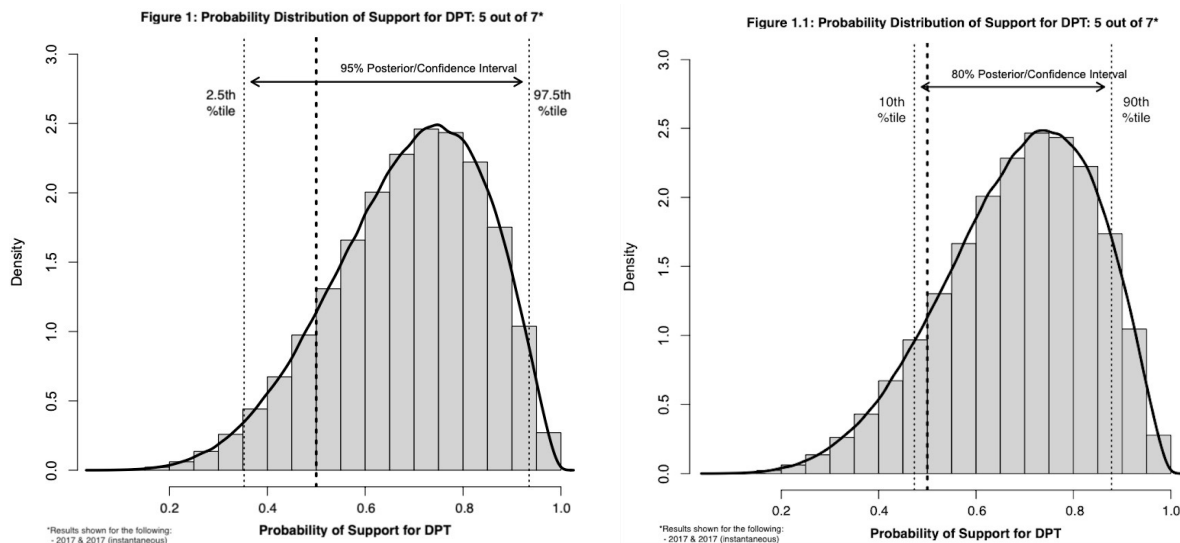 Figure 1: Probability Distribution of Support for DPT: 5 out of 7*
3.0
2.5
2.0
1.5
1.0
0.5
0.0
Density
95% Posterior/Confidence Interval
2.5th
%tile
97.5th
%tile
0.2 0.4 0.6 0.8 1.0
Probability of Support for DPT
*Results shown for the following:
- 2017 & 2017 (instantaneous)
Figure 1.1: Probability Distribution of Support for DPT: 5 out of 7*
3.0
2.5
2.0
1.5
1.0
0.5
0.0
Density
80% Posterior/Confidence Interval
10th
%tile
90th
%tile
0.2 0.4 0.6 0.8 1.0
Probability of Support for DPT
*Results shown for the following:
- 2017 & 2017 (instantaneous)